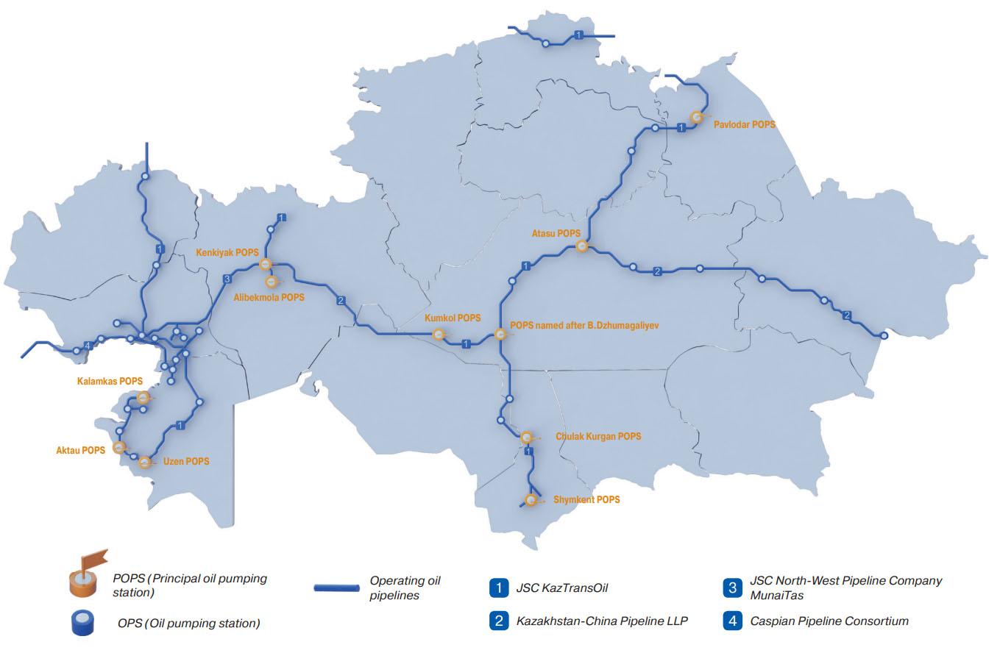 1
1
Pavlodar POPS
1
1
Atasu POPS
Kenkiyak POPS
1
3
1
2
Alibekmola POPS
2
2
Kumkol POPS
POPS named after B.Dzhumagaliyev
1
4
Kalamkas POPS
1
Chulak Kurgan POPS
Aktau POPS
1
Uzen POPS
Shymkent POPS
POPS (Principal oil pumping
station)
OPS (Oil pumping station)
Operating oil
pipelines
1 JSC KazTransOil
2 Kazakhstan-China Pipeline LLP
3 JSC North-West Pipeline Company
MunaiTas
4 Caspian Pipeline Consortium